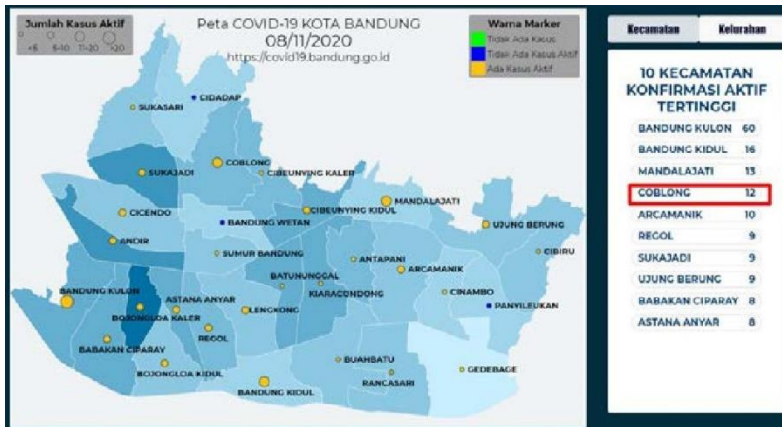 Jumlah Kasus Aktif
<5 5-10 11-20 >20
Peta COVID-19 KOTA BANDUNG
08/11/2020
https://covid19.bandung.go.id
Warna Marker
Tidak Ada Kasus
Tidak Ada Kasus Aktif
Ada Kasus Aktif
CIDADAP
SUKASARI
COBLONG
SUKAJADI
CIBEUNYING KALER
MANDALAJATI
CICENDO
CIBEUNYING KIDUL
BANDUNG WETAN
UJUNG BERUNG
ANDIR
SUMUR BANDUNG
CIBIRU
ANTAPANI
ARCAMANIK
BATUNUNGGAL
BANDUNG KULON
ASTANA ANYAR
KIARACONDONG
CINAMBO
BOJONGLOA KALER
LENGKONG
PANYILEUKAN
REGOL
BABAKAN CIPARAY
BUAHBATU
BOJONGLOA KIDUL
GEDEBAGE
RANCASARI
BANDUNG KIDUL
Kecamatan Kelurahan
10 KECAMATAN
KONFIRMASI AKTIF
TERTINGGI
BANDUNG KULON 60
BANDUNG KIDUL 16
MANDALAJATI 13
COBLONG 12
ARCAMANIK 10
REGOL 9
SUKAJADI 9
UJUNG BERUNG 9
BABAKAN CIPARAY 8
ASTANA ANYAR 8